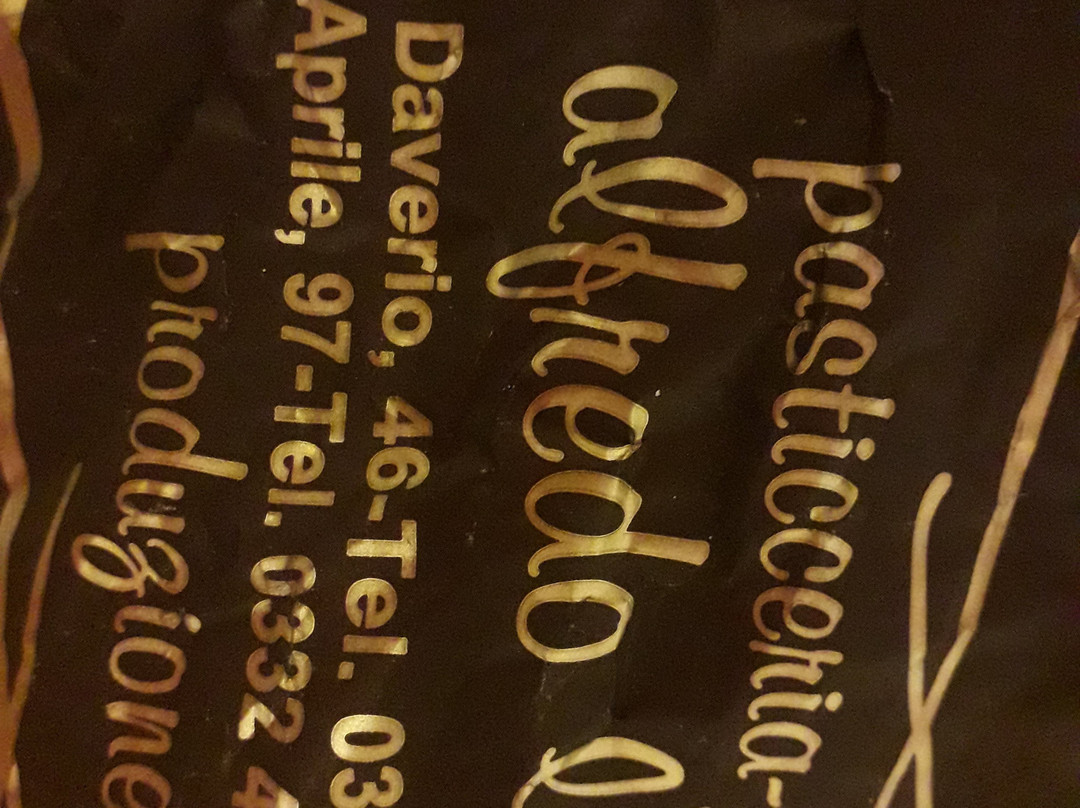 pasticceria-
alfredo
Daverio, 46-Tel. 03
Aprile, 97-Tel. 0332 4
produzione